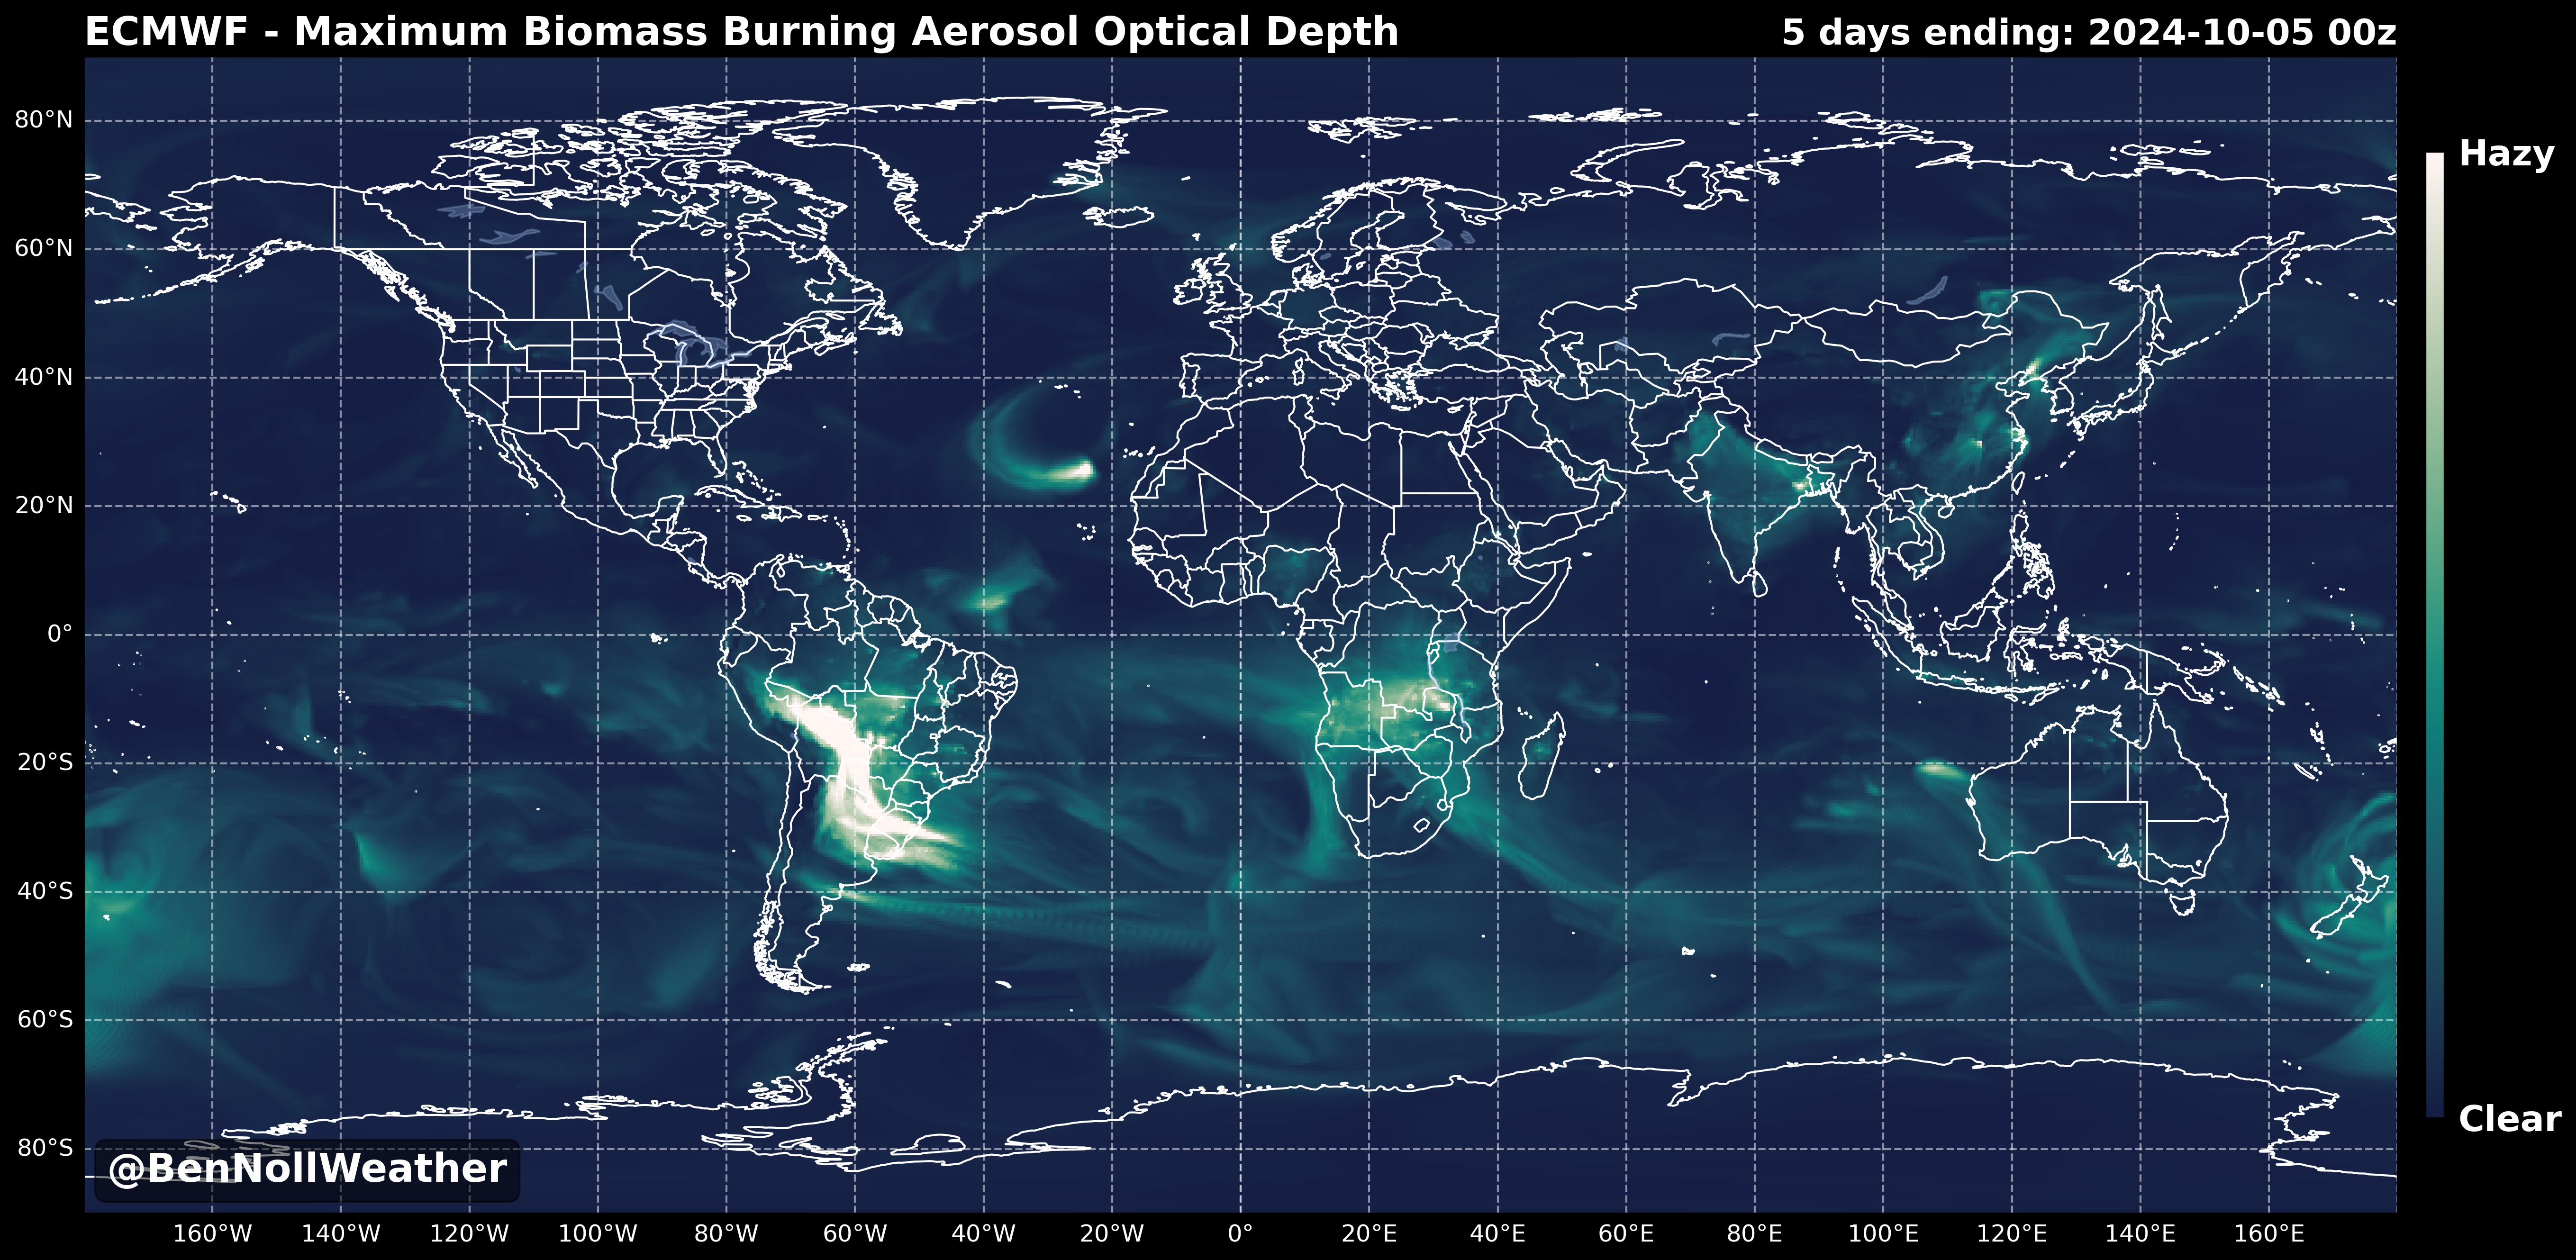 ECMWF - Maximum Biomass Burning Aerosol Optical Depth
5 days ending: 2024-10-05 00z
80°N
60°N
40°N
20°N
0°
20°S
40°S
60°S
80°S
Hazy
Clear
@BenNollWeather
160°W 140°W 120°W 100°W 80°W 60°W 40°W 20°W 0° 20°E 40°E 60°E 80°E 100°E 120°E 140°E 160°E